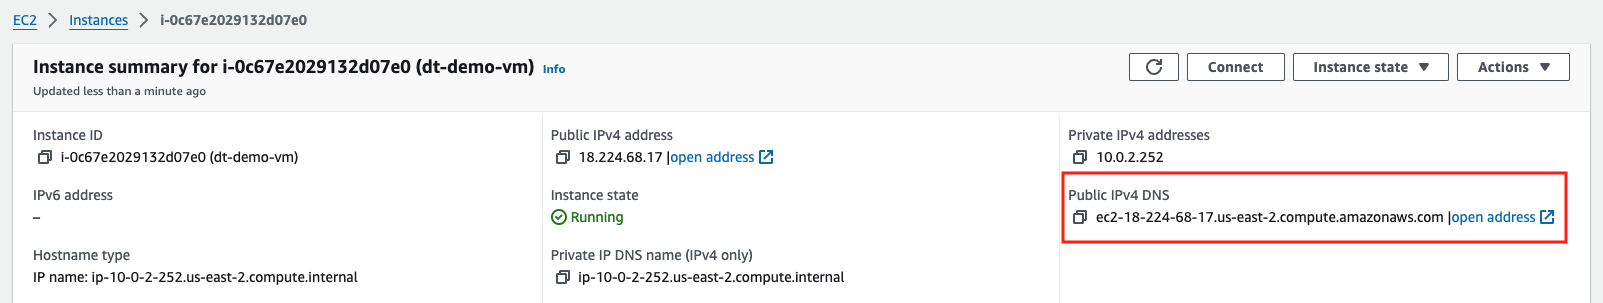 EC2 > Instances > i-0c67e2029132d07e0
Instance summary for i-0c67e2029132d07e0 (dt-demo-vm) Info
Updated less than a minute ago
Connect
Instance state
Actions
Instance ID
i-0c67e2029132d07e0 (dt-demo-vm)
Public IPv4 address
18.224.68.17 |open address
Private IPv4 addresses
10.0.2.252
IPv6 address
–
Instance state
Running
Public IPv4 DNS
ec2-18-224-68-17.us-east-2.compute.amazonaws.com |open address
Hostname type
IP name: ip-10-0-2-252.us-east-2.compute.internal
Private IP DNS name (IPv4 only)
ip-10-0-2-252.us-east-2.compute.internal